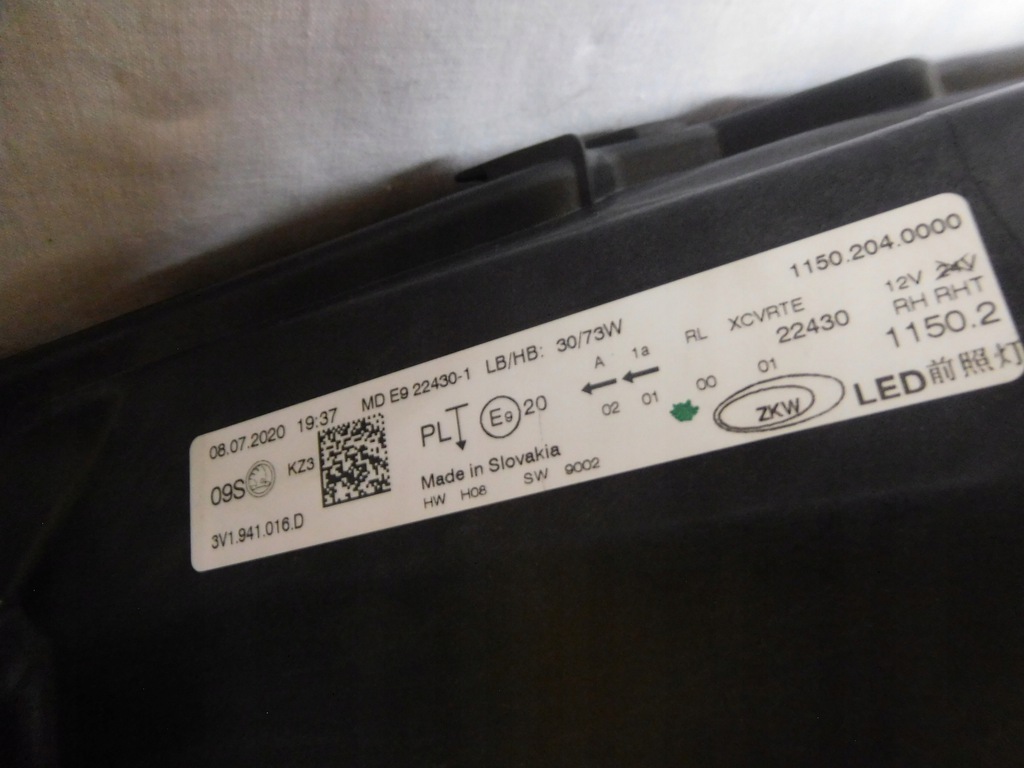 1150.204.0000
08.07.2020 19:37 MD E9 22430-1 LB/HB: 30/73W
RL XCVRTE 12V 24V
22430 RH RHT
09S KZ3 PL E9 20 A 1a
02 01 00 01 1150.2
ZKW LED前照灯
Made in Slovakia
HW H08 SW 9002
3V1.941.016.D